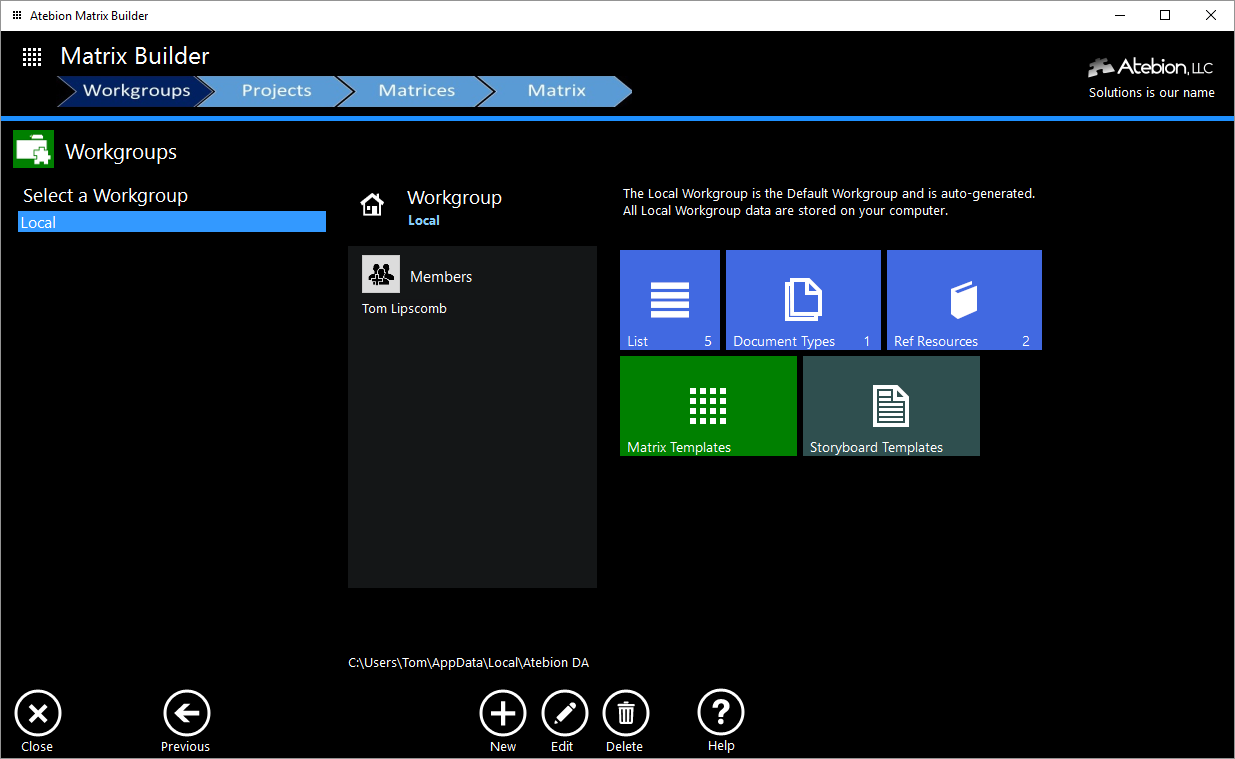 Atebion Matrix Builder
Matrix Builder
Workgroups
Projects
Matrices
Matrix
Atebion, LLC
Solutions is our name
Workgroups
Select a Workgroup
Local
Workgroup
Local
Members
Tom Lipscomb
The Local Workgroup is the Default Workgroup and is auto-generated.
All Local Workgroup data are stored on your computer.
List 5
Document Types 1
Ref Resources 2
Matrix Templates
Storyboard Templates
C:\Users\Tom\AppData\Local\Atebion DA
Close
Previous
New
Edit
Delete
?
Help